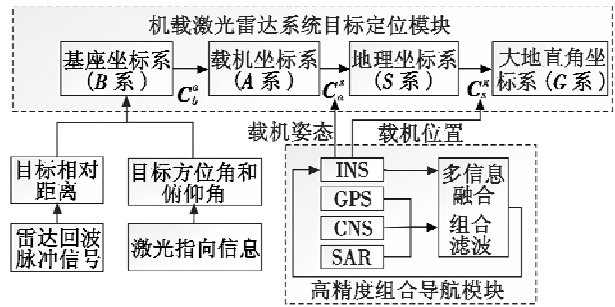 机载激光雷达系统目标定位模块
基座坐标系
(B 系)
载机坐标系
(A 系)
地理坐标系
(S 系)
大地直角坐
标系(G 系)
C_b^a
C_a^s
C_s^g
载机姿态
载机位置
目标相对
距离
目标方位角和
俯仰角
雷达回波
脉冲信号
激光指向信息
INS
GPS
CNS
SAR
多信息
融合
组合
滤波
高精度组合导航模块